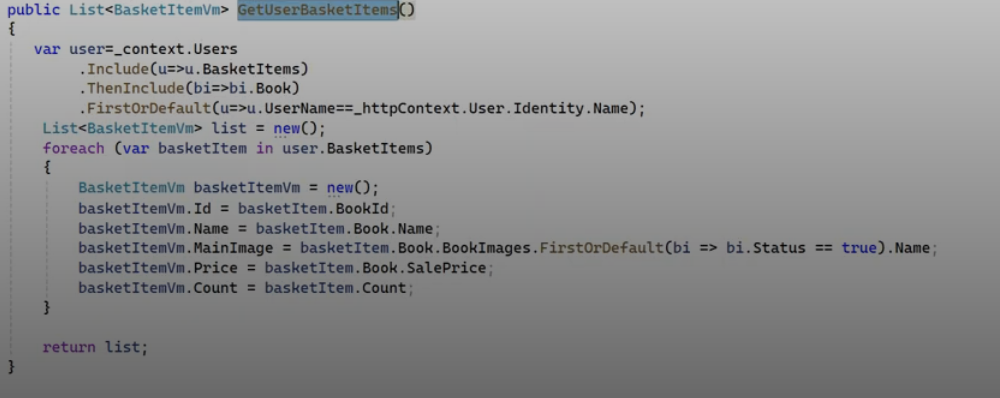 public List<BasketItemVm> GetUserBasketItems()
{
var user=_context.Users
.Include(u=>u.BasketItems)
.ThenInclude(bi=>bi.Book)
.FirstOrDefault(u=>u.UserName==_httpContext.User.Identity.Name);
List<BasketItemVm> list = new();
foreach (var basketItem in user.BasketItems)
{
BasketItemVm basketItemVm = new();
basketItemVm.Id = basketItem.BookId;
basketItemVm.Name = basketItem.Book.Name;
basketItemVm.MainImage = basketItem.Book.BookImages.FirstOrDefault(bi => bi.Status == true).Name;
basketItemVm.Price = basketItem.Book.SalePrice;
basketItemVm.Count = basketItem.Count;
}
return list;
}